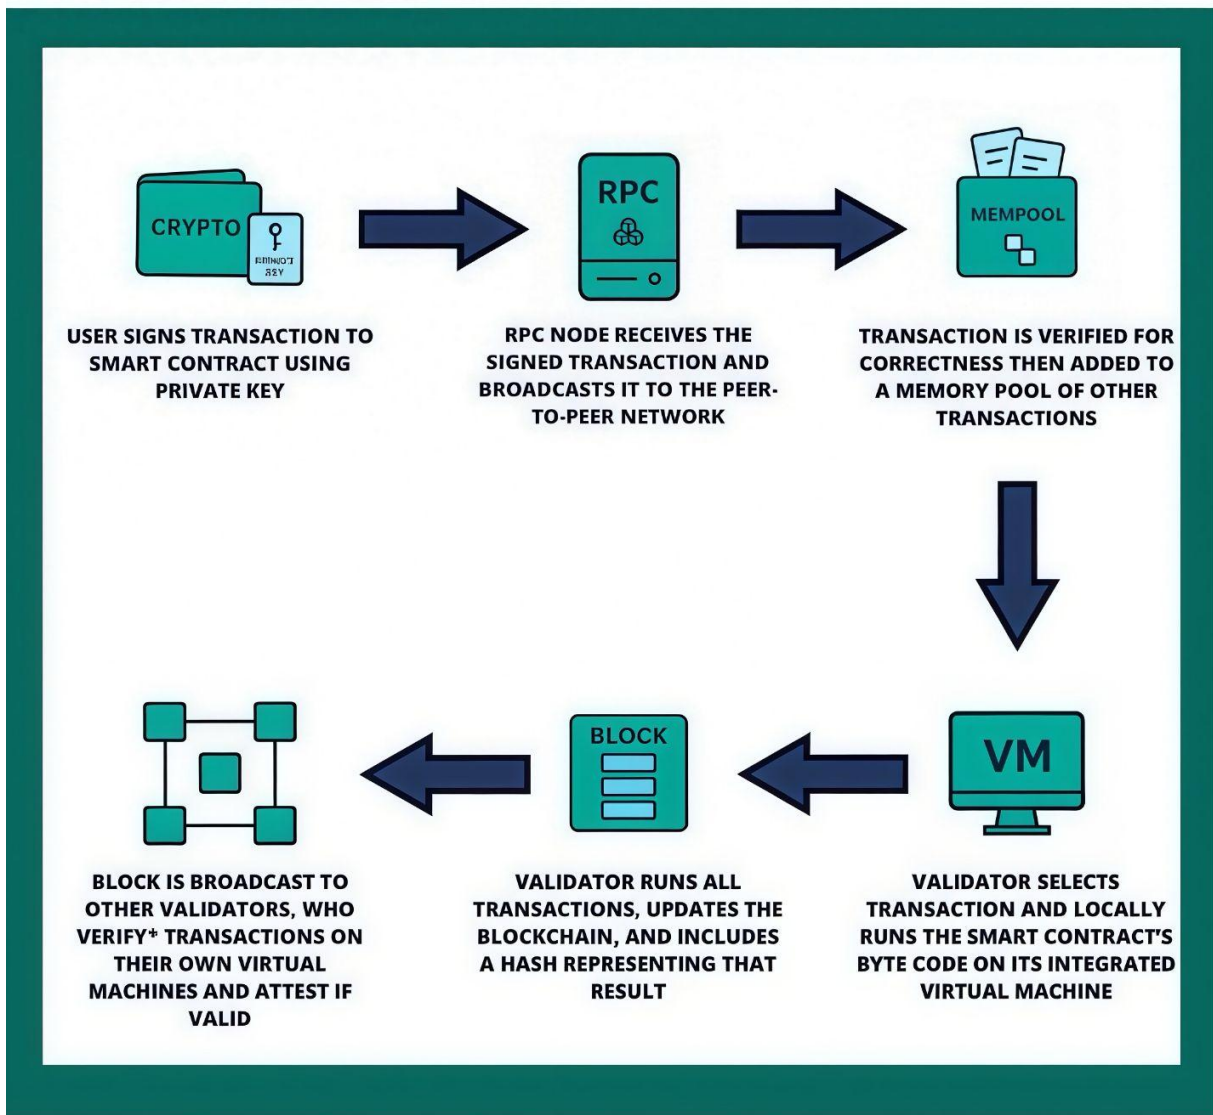 CRYPTO
USER SIGNS TRANSACTION TO
SMART CONTRACT USING
PRIVATE KEY
RPC
RPC NODE RECEIVES THE
SIGNED TRANSACTION AND
BROADCASTS IT TO THE PEER-
TO-PEER NETWORK
MEMPOOL
TRANSACTION IS VERIFIED FOR
CORRECTNESS THEN ADDED TO
A MEMORY POOL OF OTHER
TRANSACTIONS
VM
VALIDATOR SELECTS
TRANSACTION AND LOCALLY
RUNS THE SMART CONTRACT'S
BYTE CODE ON ITS INTEGRATED
VIRTUAL MACHINE
BLOCK
VALIDATOR RUNS ALL
TRANSACTIONS, UPDATES THE
BLOCKCHAIN, AND INCLUDES
A HASH REPRESENTING THAT
RESULT
BLOCK IS BROADCAST TO
OTHER VALIDATORS, WHO
VERIFY* TRANSACTIONS ON
THEIR OWN VIRTUAL
MACHINES AND ATTEST IF
VALID